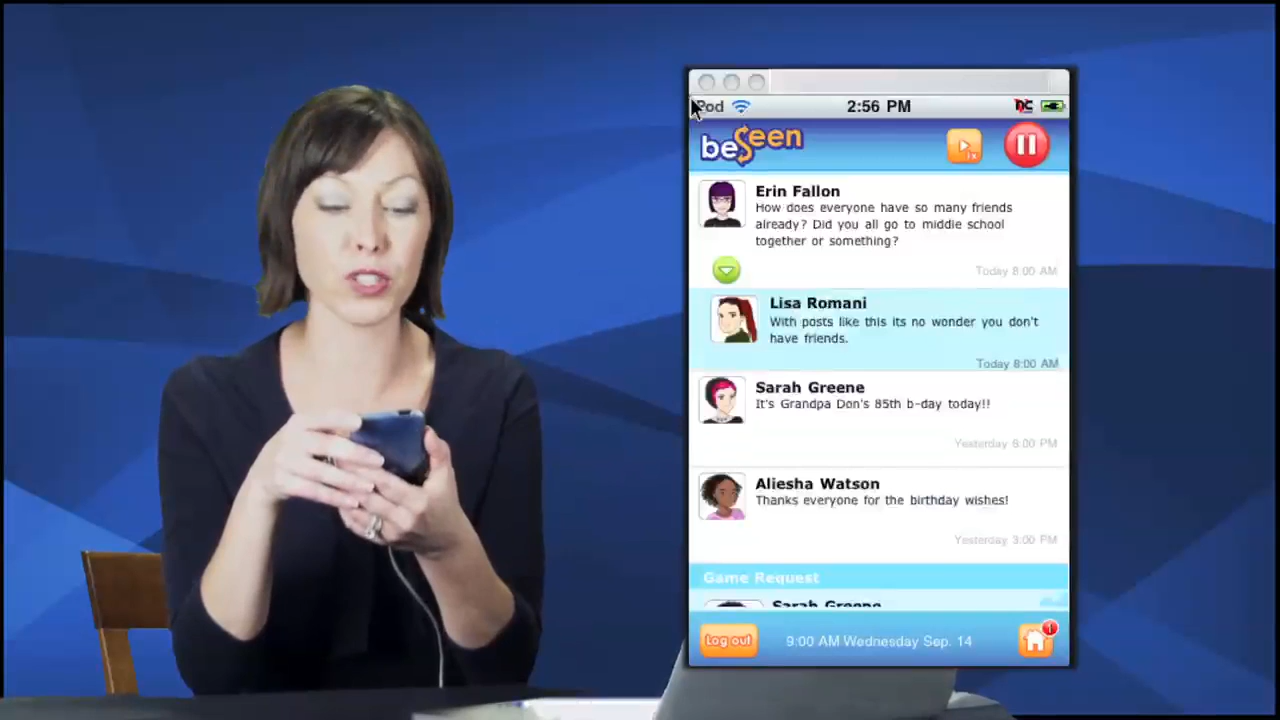 iPod 2:56 PM
beSeen
1x
Erin Fallon
How does everyone have so many friends
already? Did you all go to middle school
together or something?
Today 8:00 AM
Lisa Romani
With posts like this its no wonder you don't
have friends.
Today 8:00 AM
Sarah Greene
It's Grandpa Don's 85th b-day today!!
Yesterday 8:00 PM
Aliesha Watson
Thanks everyone for the birthday wishes!
Yesterday 3:00 PM
Game Request
Sarah Greene
Log out 9:00 AM Wednesday Sep. 14 1